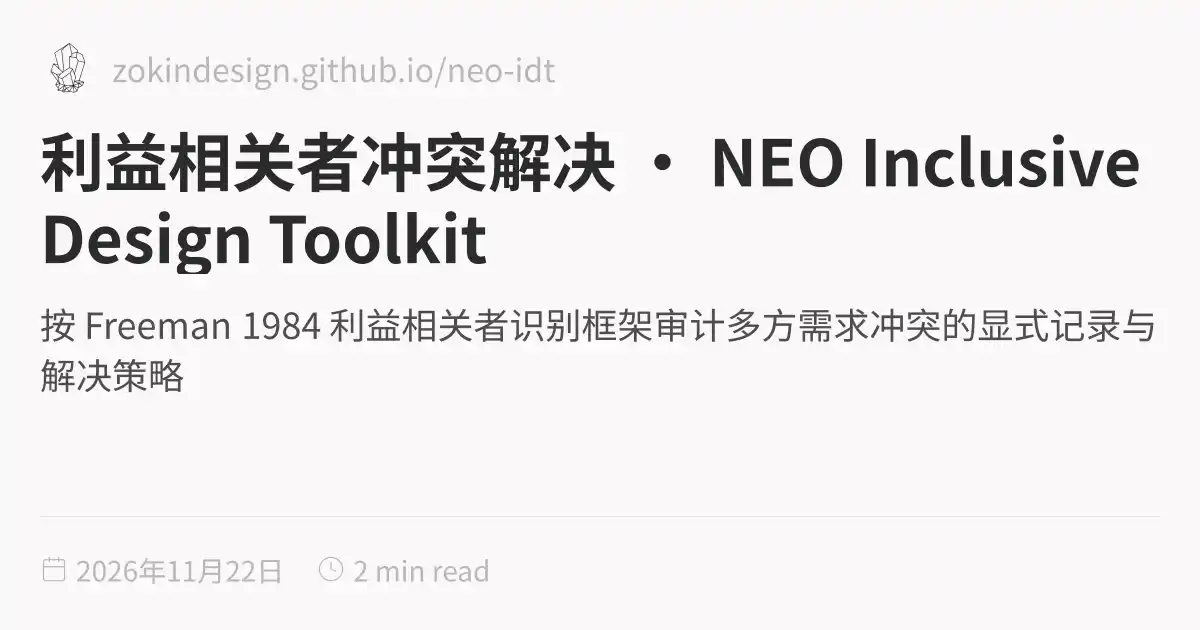 zokindesign.github.io/neo-idt
利益相关者冲突解决 • NEO Inclusive
Design Toolkit
按 Freeman 1984 利益相关者识别框架审计多方需求冲突的显式记录与
解决策略
2026年11月22日
2 min read